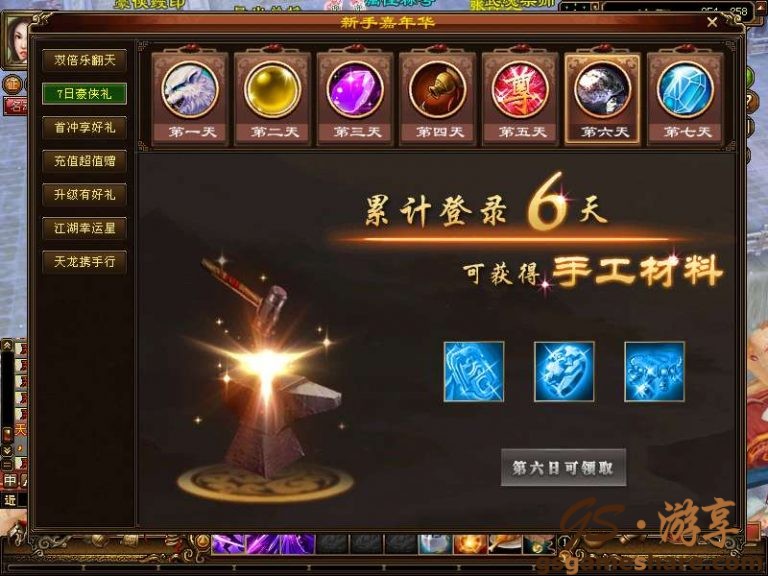 新手嘉年华
双倍乐翻天
7日豪侠礼
首冲享好礼
充值超值赠
升级有好礼
江湖幸运星
天龙携手行
第一天
第二天
第三天
第四天
尊
第五天
第六天
第七天
累计登录6天
可获得手工材料
第六日可领取
近
GS·游享
gsgameshare.com